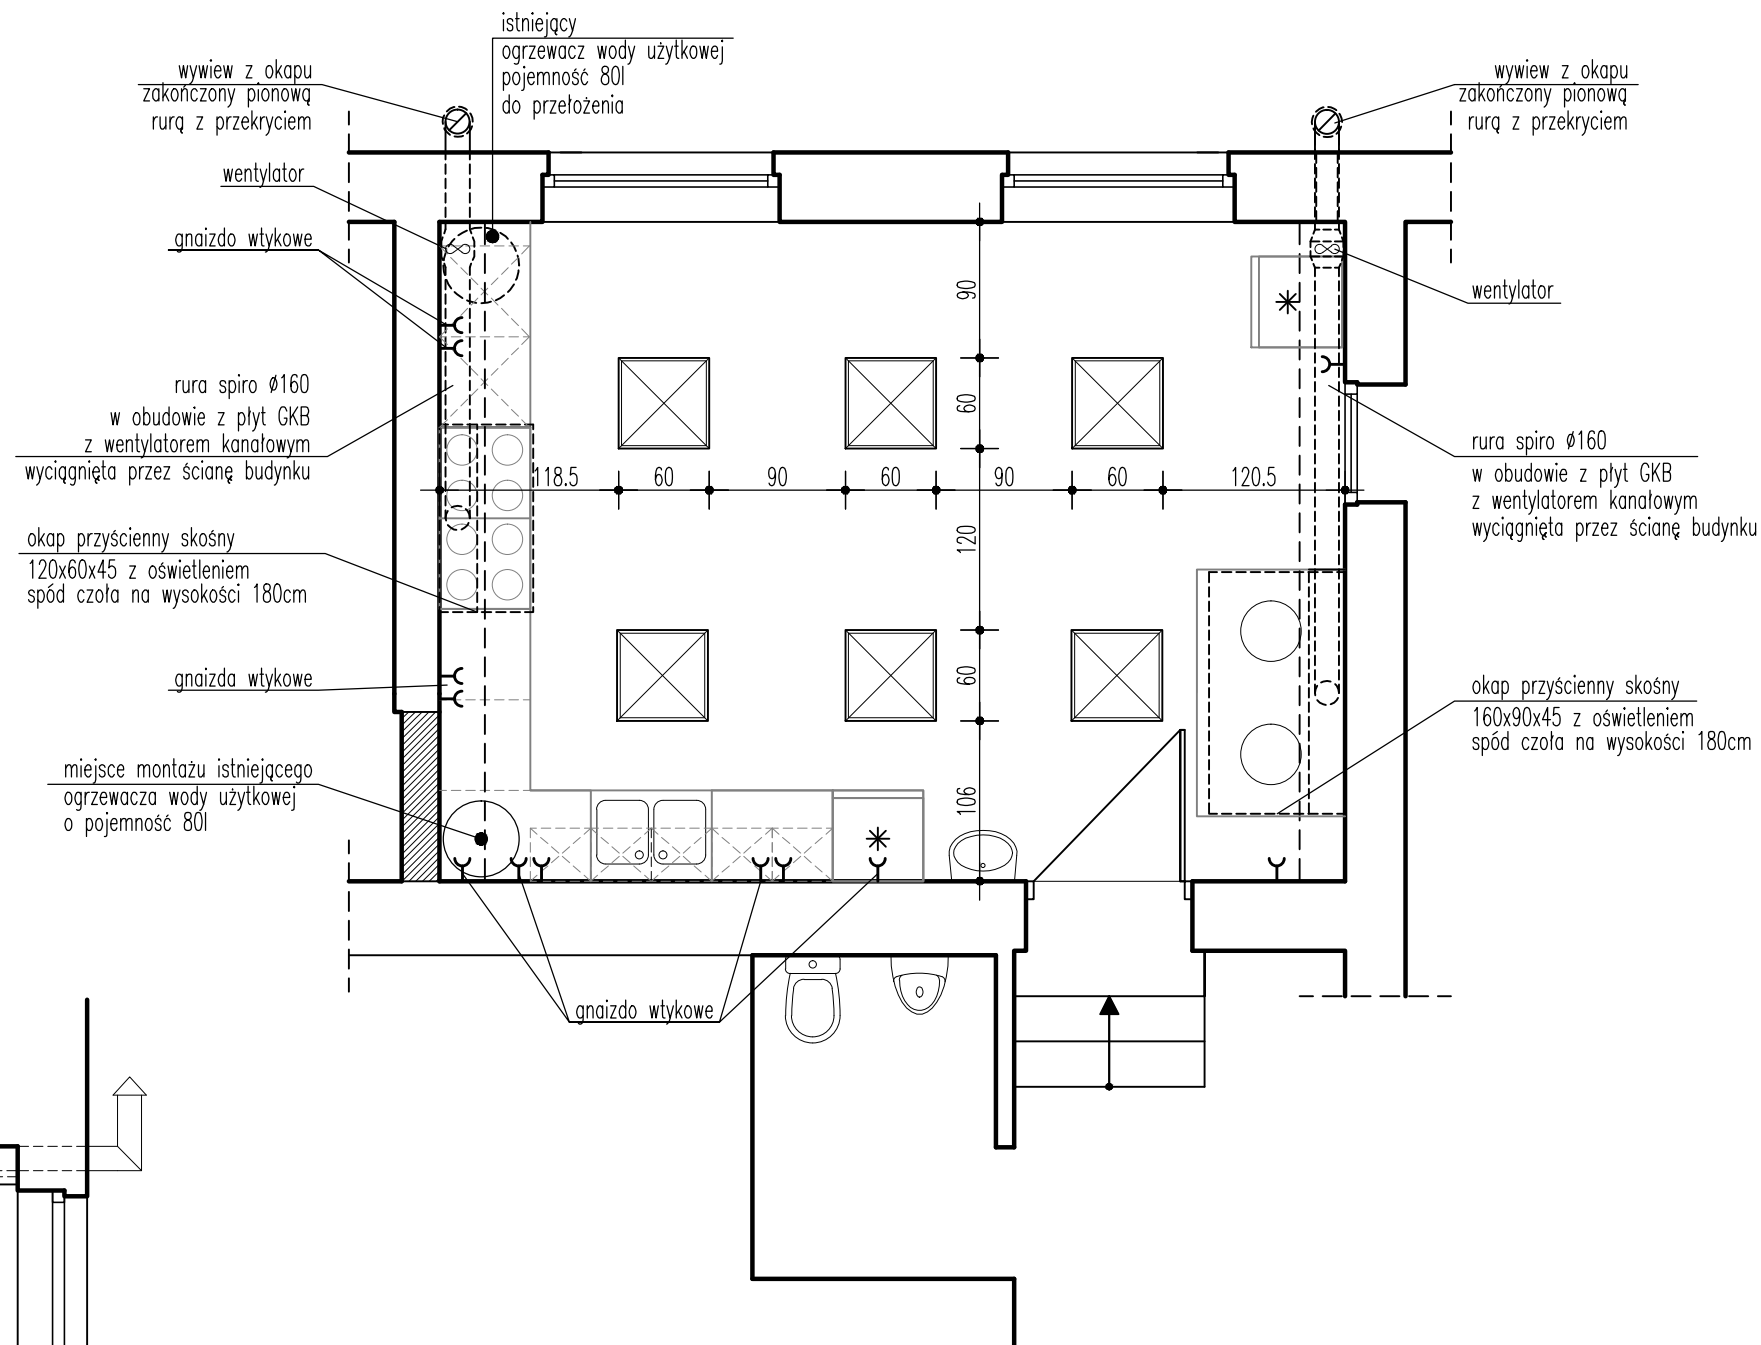 istniejący
ogrzewacz wody użytkowej
pojemność 80l
do przełożenia
wywiew z okapu
zakończony pionową
rurą z przekryciem
wywiew z okapu
zakończony pionową
rurą z przekryciem
wentylator
gnaizdo wtykowe
wentylator
rura spiro Ø160
w obudowie z płyt GKB
z wentylatorem kanałowym
wyciągnięta przez ścianę budynku
rura spiro Ø160
w obudowie z płyt GKB
z wentylatorem kanałowym
wyciągnięta przez ścianę budynku
90
60
118.5 60 90 60 90 60 120.5
120
60
106
okap przyścienny skośny
120x60x45 z oświetleniem
spód czoła na wysokości 180cm
gnaizda wtykowe
okap przyścienny skośny
160x90x45 z oświetleniem
spód czoła na wysokości 180cm
miejsce montażu istniejącego
ogrzewacza wody użytkowej
o pojemność 80l
gnaizdo wtykowe